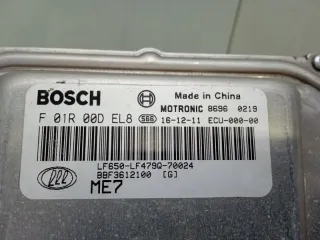 BOSCH
Made in China
MOTRONIC 8696 0219
F 01R 00D EL8 S66 16-12-11 ECU-000-00
LF650-LF479Q-70024
BBF3612100 [G]
ME7